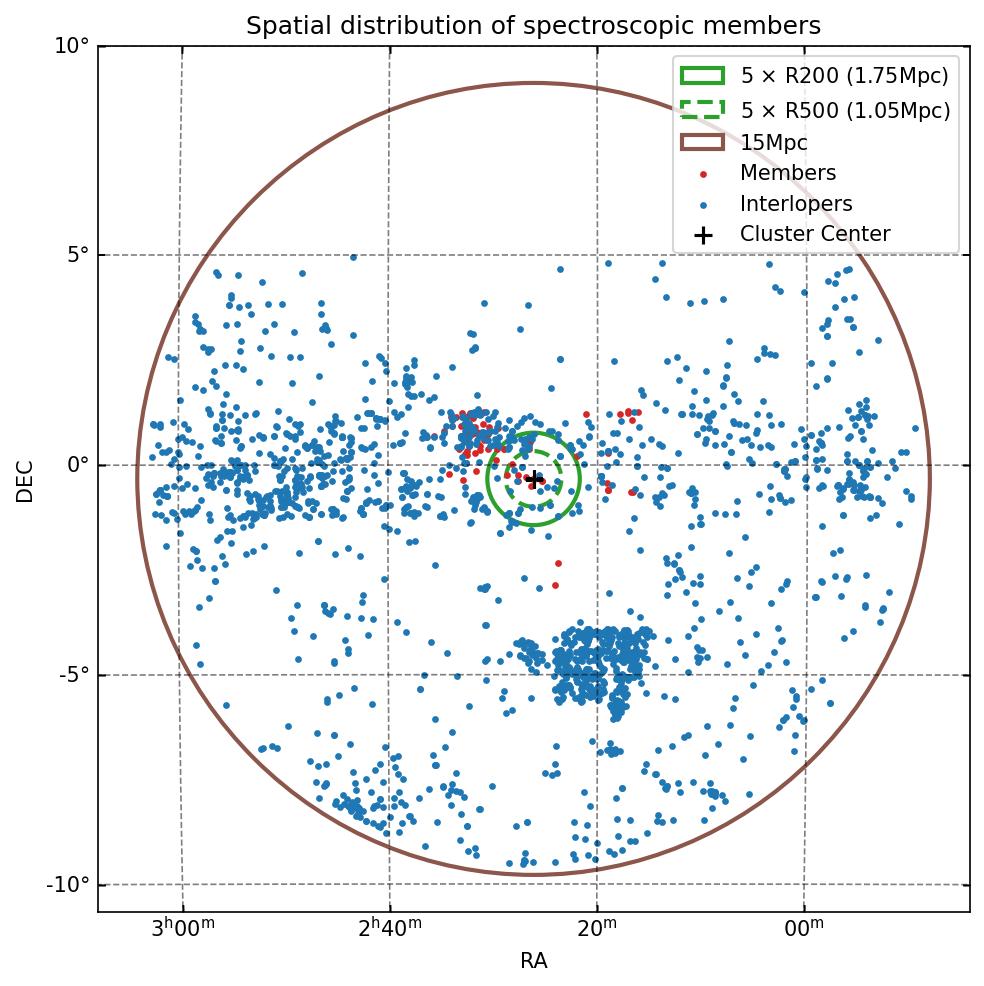 Spatial distribution of spectroscopic members
10°
5 × R200 (1.75Mpc)
5 × R500 (1.05Mpc)
15Mpc
Members
Interlopers
Cluster Center
5°
0°
DEC
-5°
-10°
3ʰ00ᵐ 2ʰ40ᵐ 20ᵐ 00ᵐ
RA